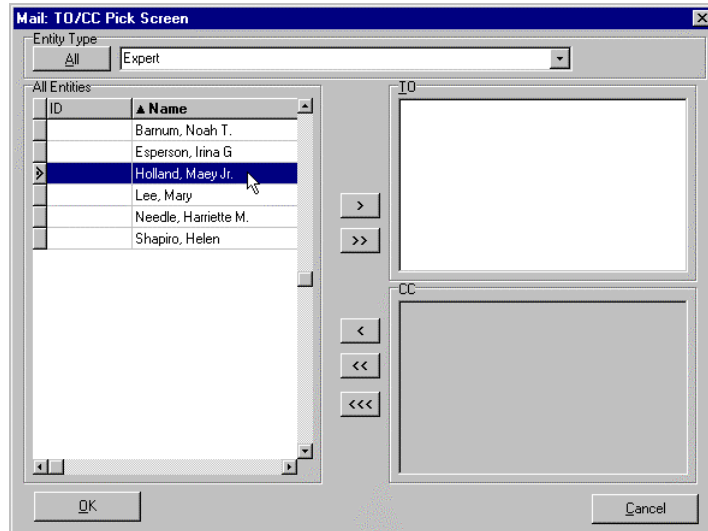 Mail: TO/CC Pick Screen
Entity Type
All
Expert
All Entities
ID
▲ Name
Barnum, Noah T.
Esperson, Irina G
Holland, Maey Jr.
Lee, Mary
Needle, Harriette M.
Shapiro, Helen
>
>>
<
<<
<<<
TO
CC
OK
Cancel